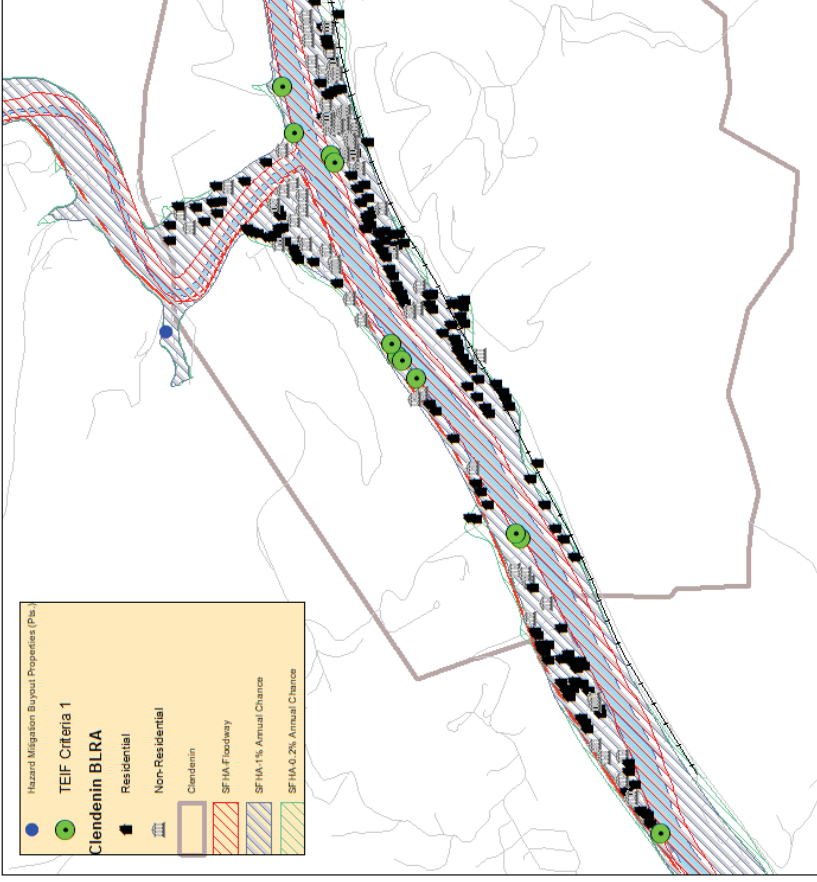 Hazard Mitigation Buyout Properties (Pts.)
TEIF Criteria 1
Clendenin BLRA
Residential
Non-Residential
Clendenin
SFHA-Floodway
SFHA-1% Annual Chance
SFHA-0.2% Annual Chance